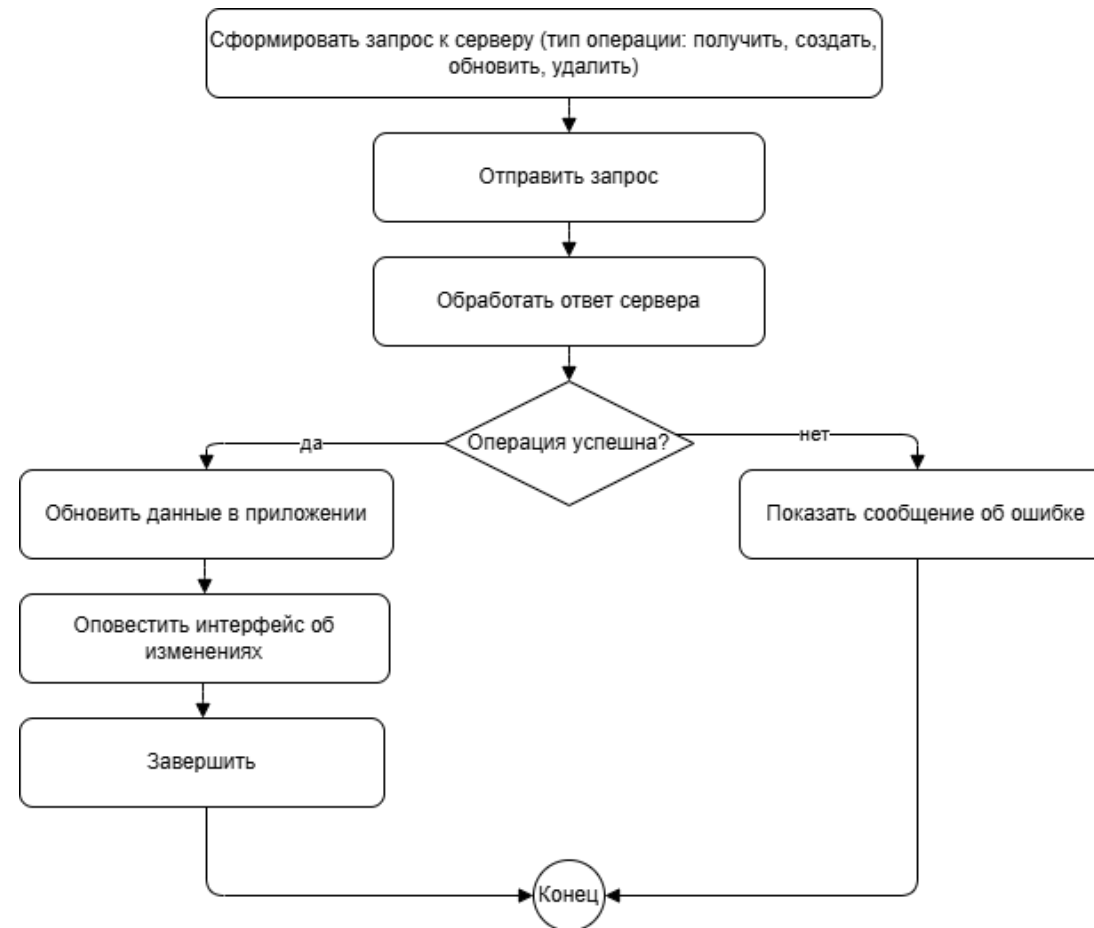 Сформировать запрос к серверу (тип операции: получить, создать,
обновить, удалить)
Отправить запрос
Обработать ответ сервера
Операция успешна?
да
нет
Обновить данные в приложении
Показать сообщение об ошибке
Оповестить интерфейс об
изменениях
Завершить
Конец